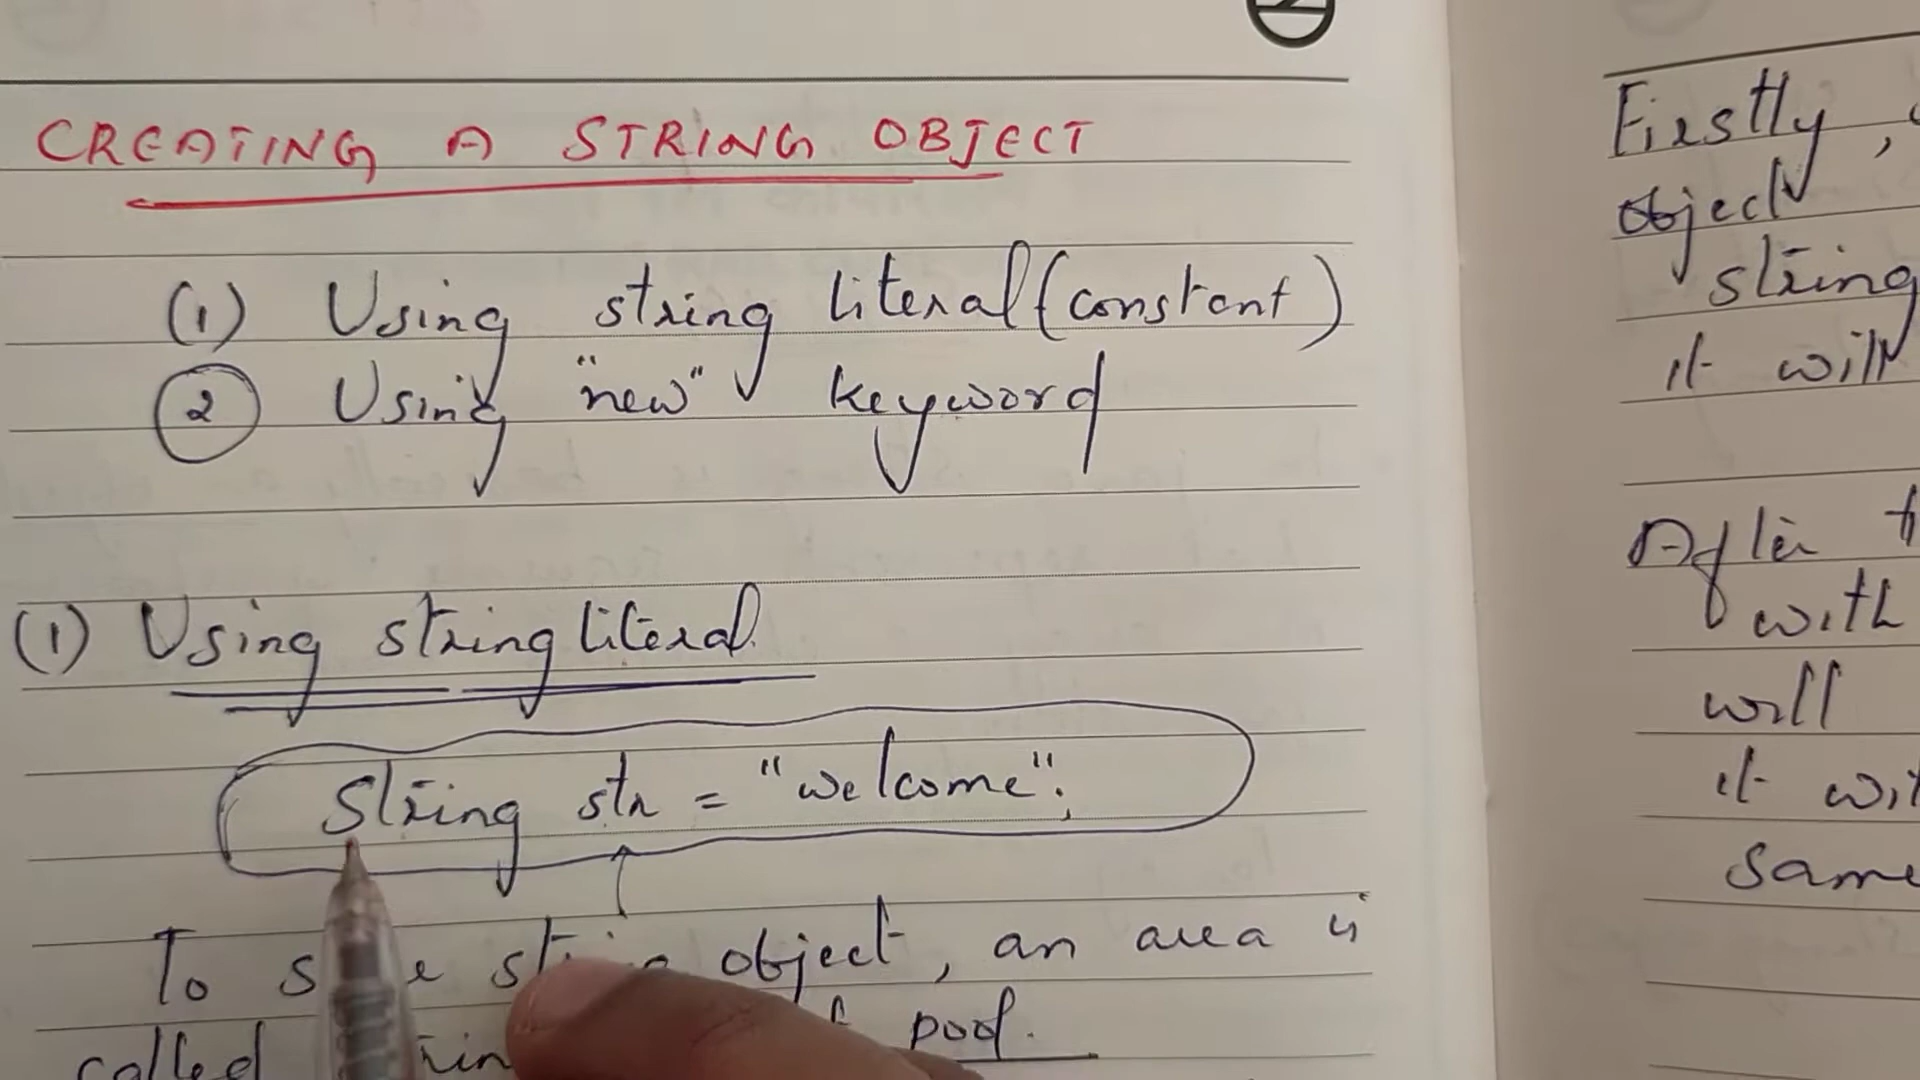 CREATING A STRING OBJECT
(1) Using string literal (constant)
(2) Using "new" keyword
(1) Using string literal
String str = "welcome";
To object, an area is
called pool.
Firstly,
object
string
it will
After
with
will
it
same